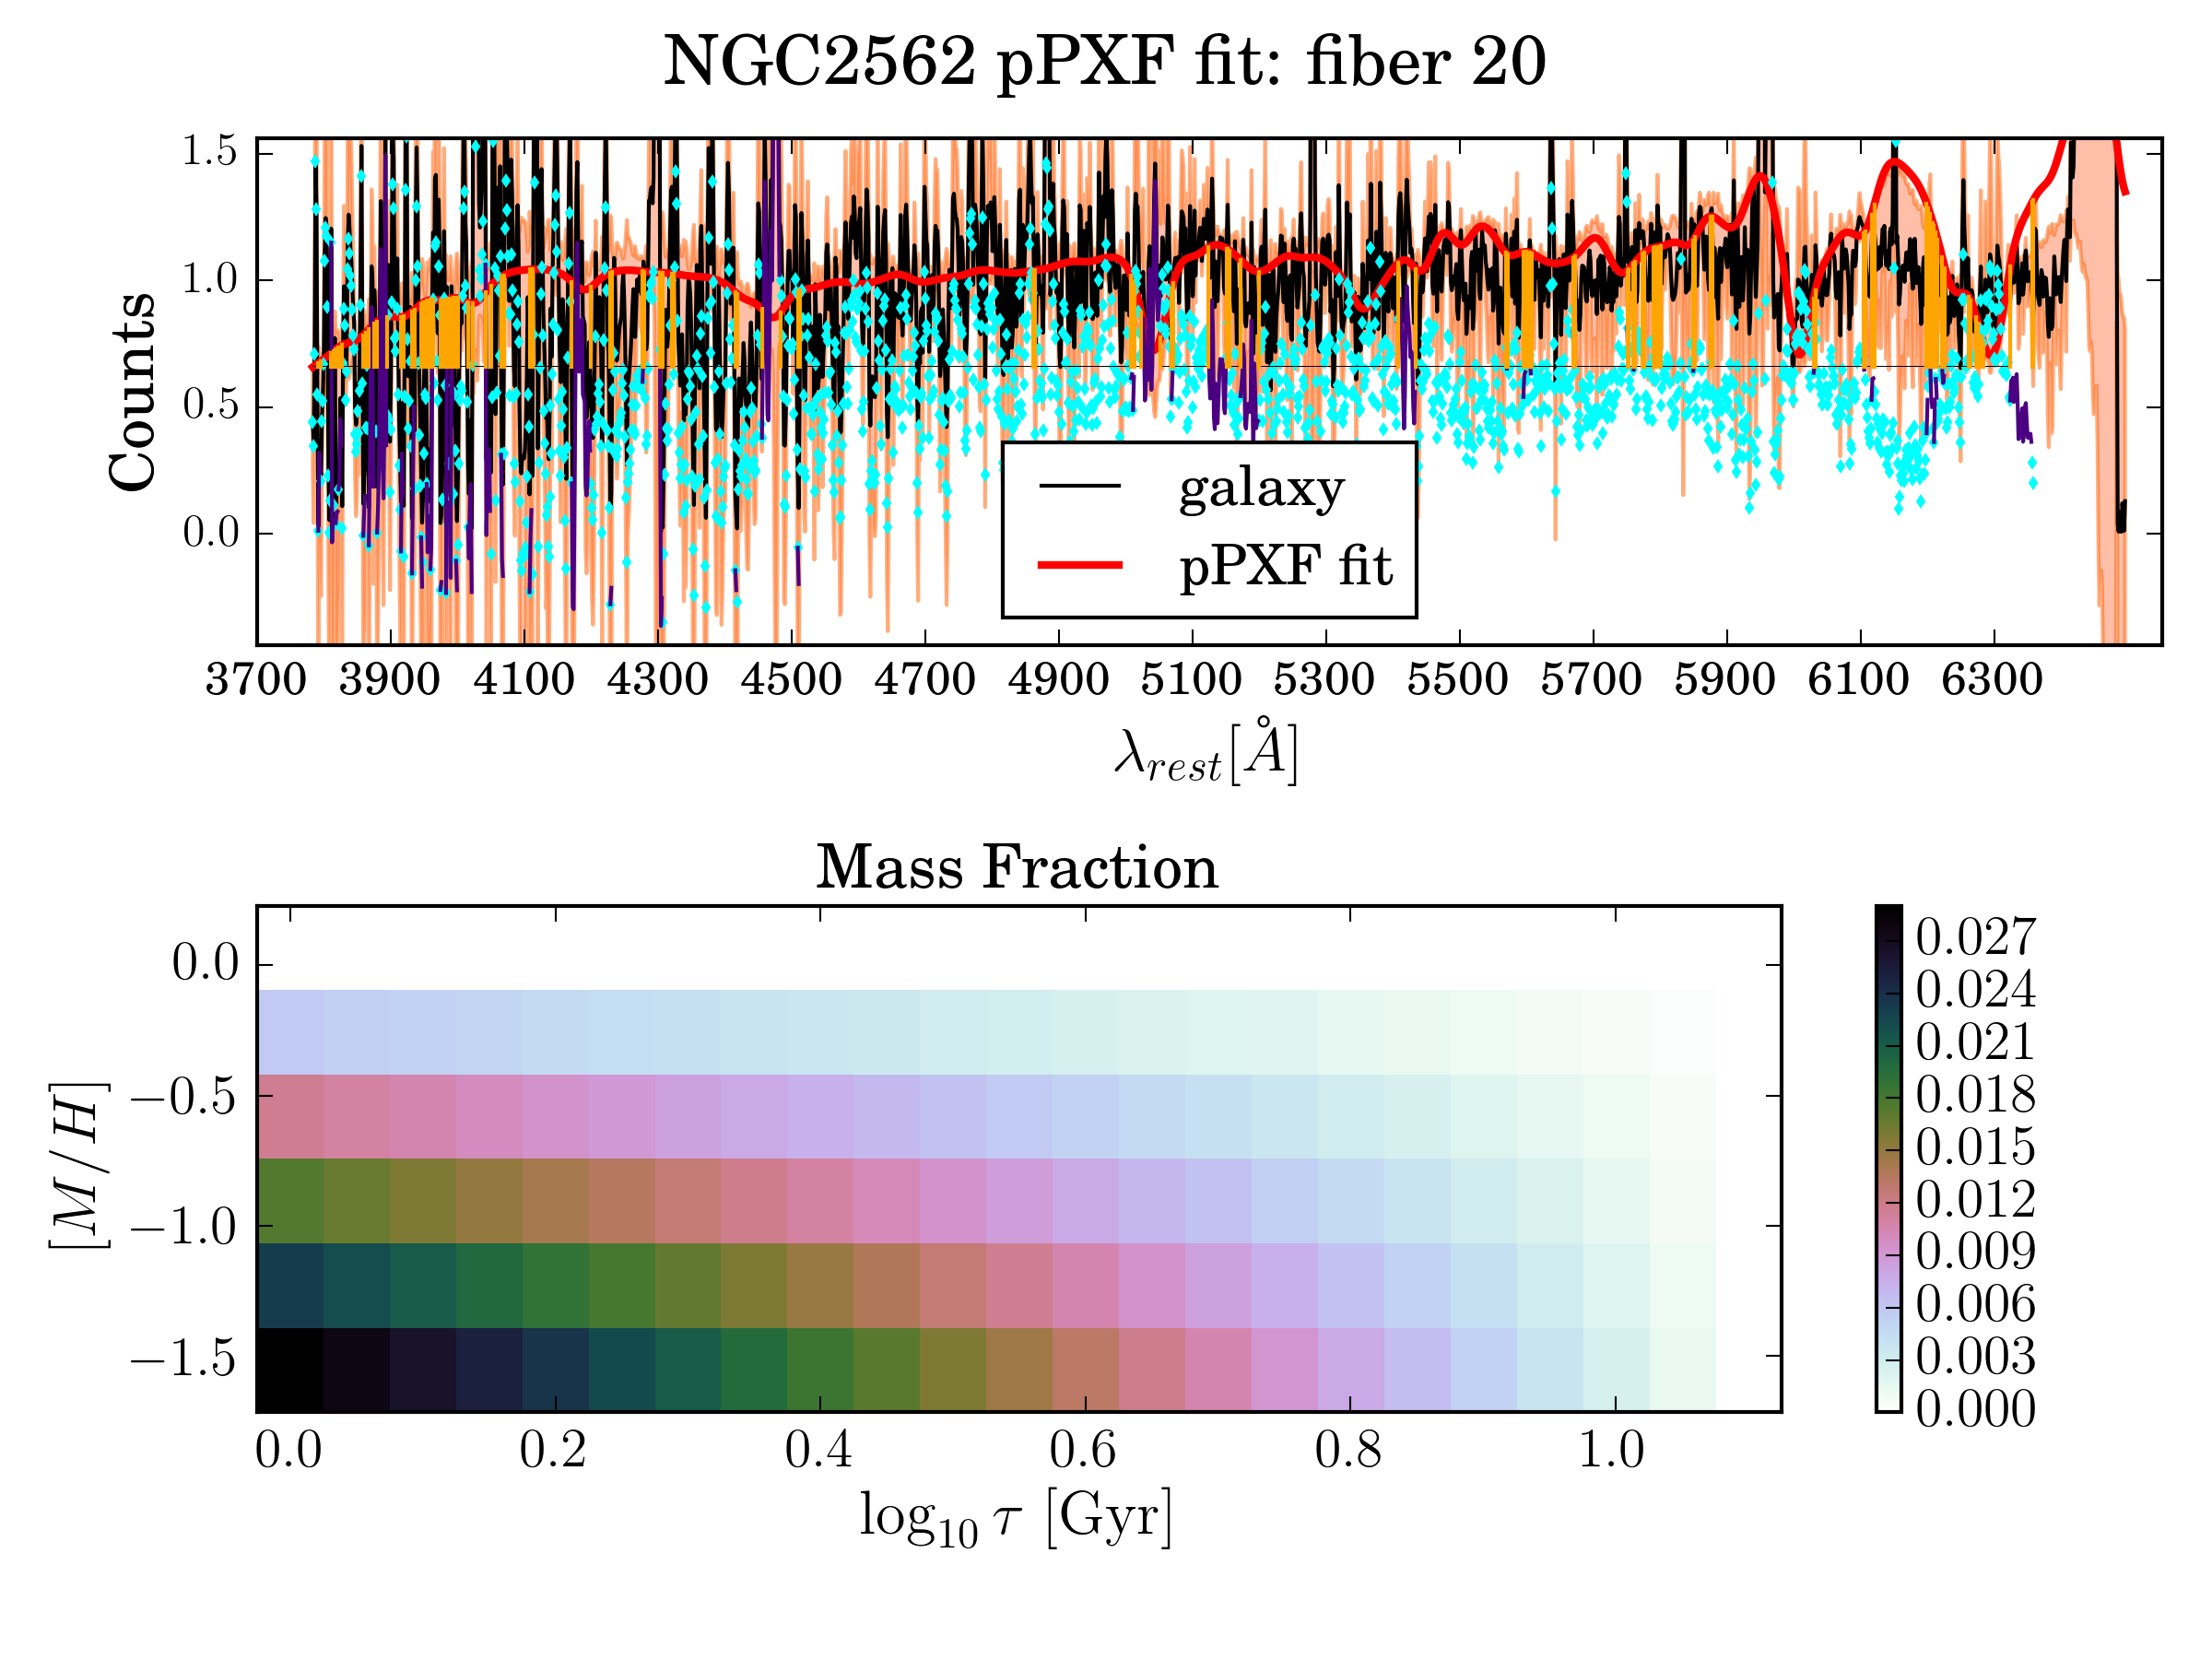 NGC2562 pPXF fit: fiber 20
Counts
1.5
1.0
0.5
0.0
galaxy
pPXF fit
3700 3900 4100 4300 4500 4700 4900 5100 5300 5500 5700 5900 6100 6300
λrest[Å]
Mass Fraction
[M/H]
0.0
−0.5
−1.0
−1.5
0.0 0.2 0.4 0.6 0.8 1.0
log10 τ [Gyr]
0.027
0.024
0.021
0.018
0.015
0.012
0.009
0.006
0.003
0.000